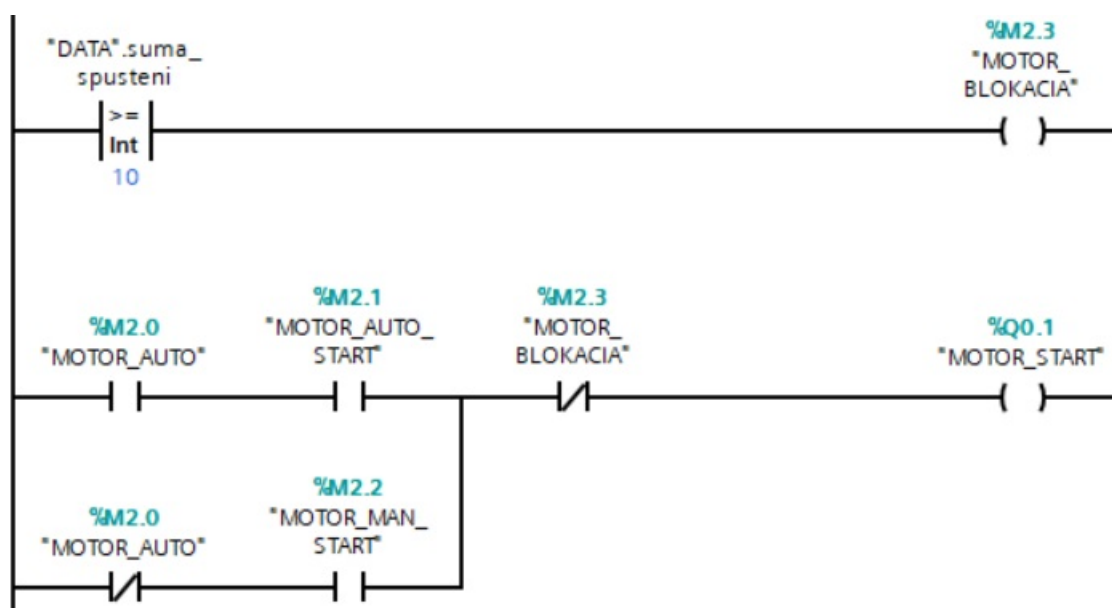 "DATA".suma_
spusteni
>=
Int
10
%M2.3
"MOTOR_
BLOKACIA"
%M2.0
"MOTOR_AUTO"
%M2.1
"MOTOR_AUTO_
START"
%M2.3
"MOTOR_
BLOKACIA"
%Q0.1
"MOTOR_START"
%M2.0
"MOTOR_AUTO"
%M2.2
"MOTOR_MAN_
START"